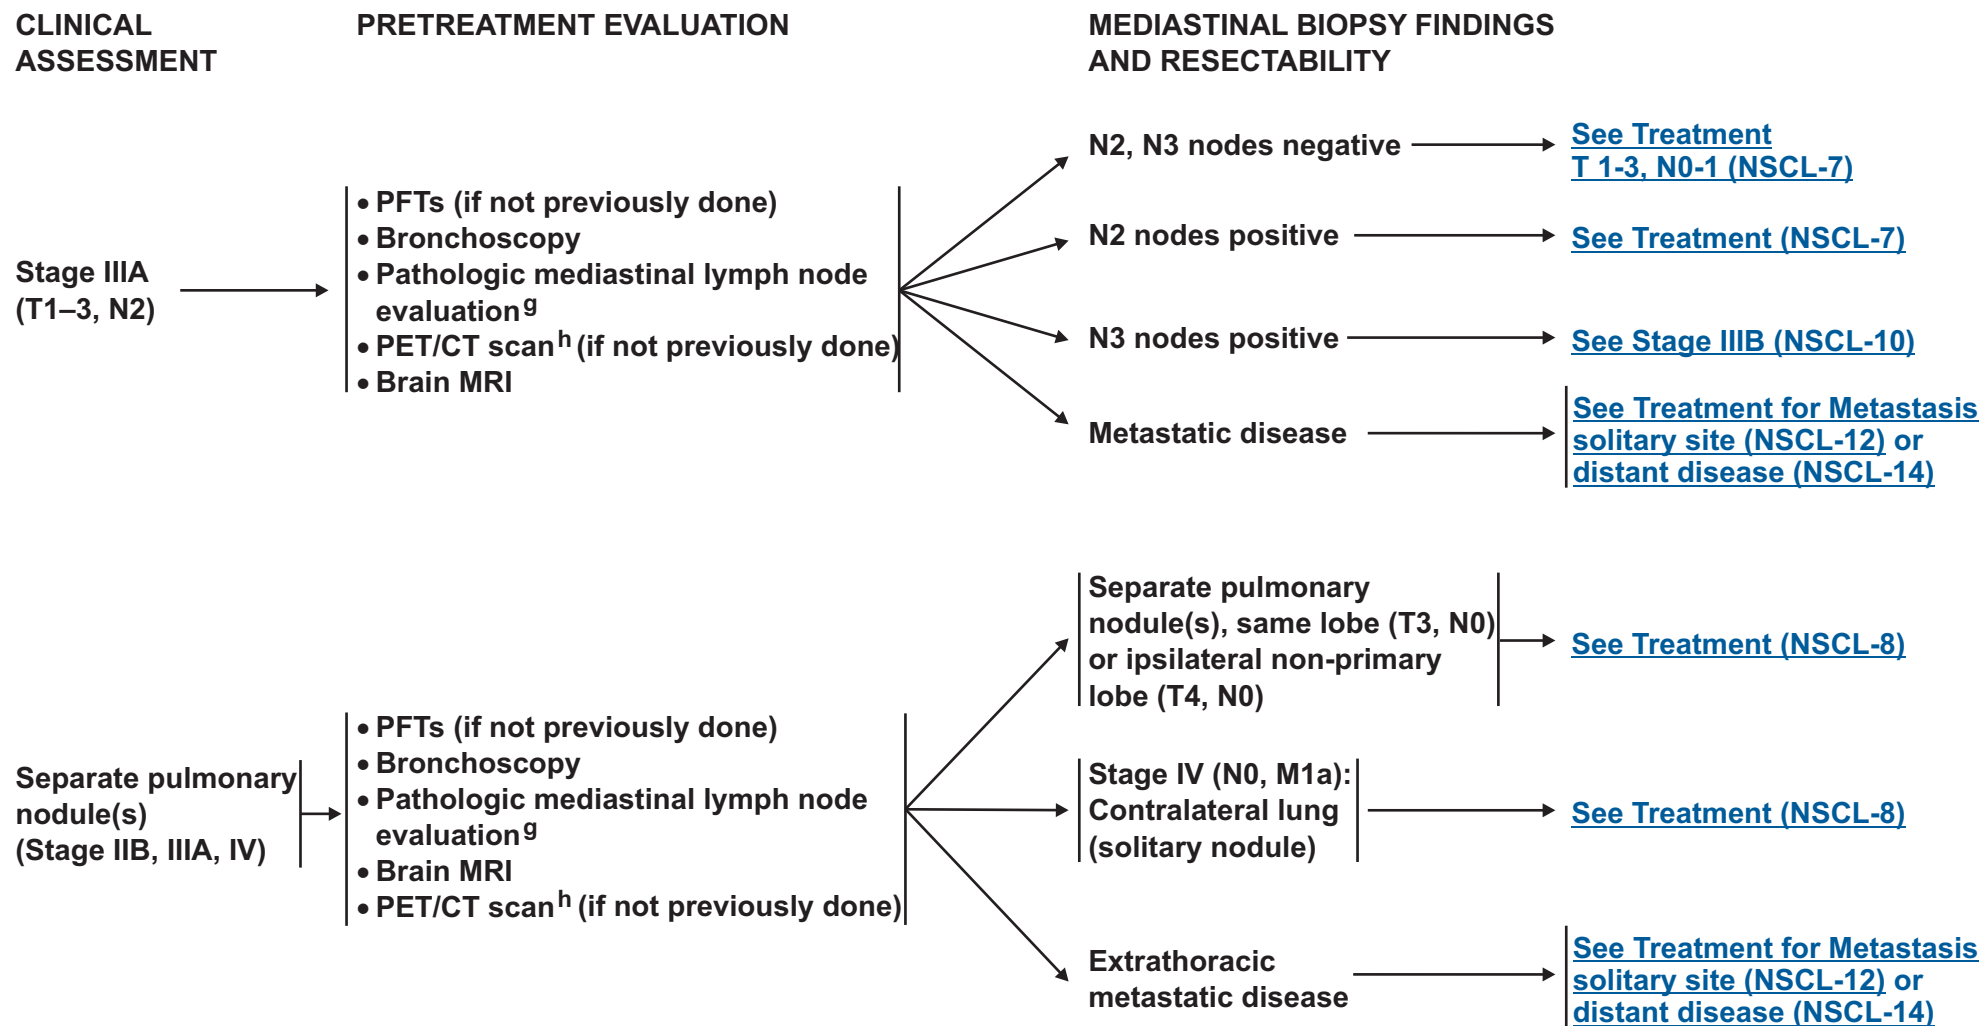 CLINICAL
ASSESSMENT
PRETREATMENT EVALUATION
MEDIASTINAL BIOPSY FINDINGS
AND RESECTABILITY
Stage IIIA
(T1–3, N2)
• PFTs (if not previously done)
• Bronchoscopy
• Pathologic mediastinal lymph node
evaluationg
• PET/CT scanh (if not previously done)
• Brain MRI
N2, N3 nodes negative
See Treatment
T 1-3, N0-1 (NSCL-7)
N2 nodes positive
See Treatment (NSCL-7)
N3 nodes positive
See Stage IIIB (NSCL-10)
Metastatic disease
See Treatment for Metastasis
solitary site (NSCL-12) or
distant disease (NSCL-14)
Separate pulmonary
nodule(s)
(Stage IIB, IIIA, IV)
• PFTs (if not previously done)
• Bronchoscopy
• Pathologic mediastinal lymph node
evaluationg
• Brain MRI
• PET/CT scanh (if not previously done)
Separate pulmonary
nodule(s), same lobe (T3, N0)
or ipsilateral non-primary
lobe (T4, N0)
See Treatment (NSCL-8)
Stage IV (N0, M1a):
Contralateral lung
(solitary nodule)
See Treatment (NSCL-8)
Extrathoracic
metastatic disease
See Treatment for Metastasis
solitary site (NSCL-12) or
distant disease (NSCL-14)